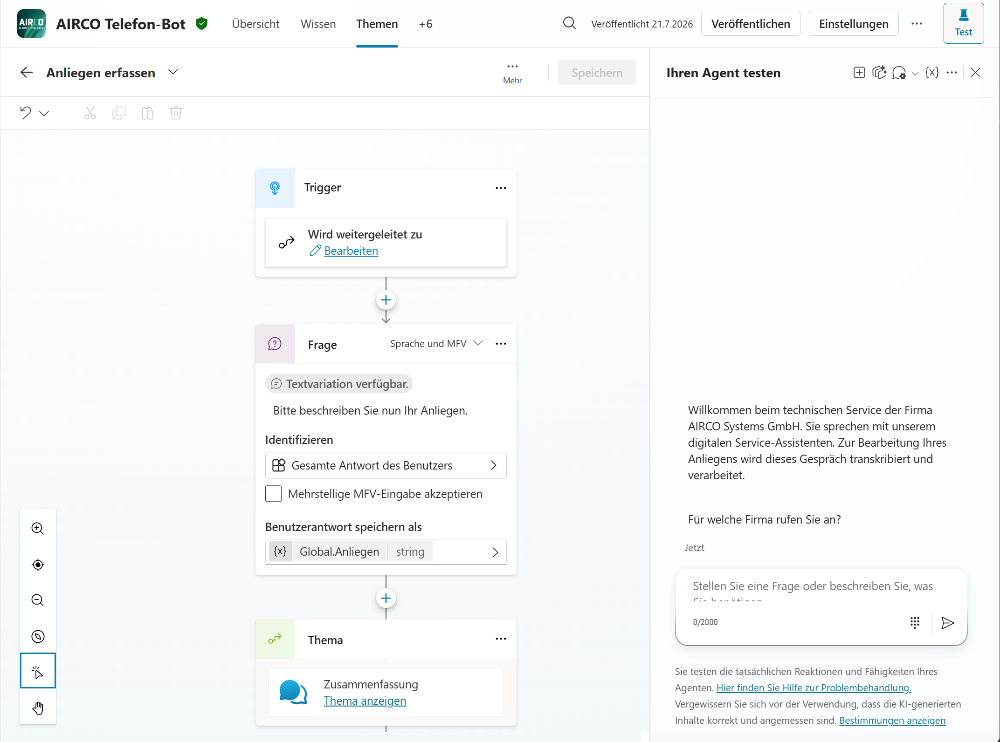 AIRCO
AIRCO Telefon-Bot
Übersicht
Wissen
Themen
+6
Veröffentlicht 21.7.2026
Veröffentlichen
Einstellungen
Test
Anliegen erfassen
Mehr
Speichern
Ihren Agent testen
{x}
Trigger
Wird weitergeleitet zu
Bearbeiten
Frage
Sprache und MFV
Textvariation verfügbar.
Bitte beschreiben Sie nun Ihr Anliegen.
Identifizieren
Gesamte Antwort des Benutzers
Mehrstellige MFV-Eingabe akzeptieren
Benutzerantwort speichern als
{x} Global.Anliegen string
Thema
Zusammenfassung
Thema anzeigen
Willkommen beim technischen Service der Firma
AIRCO Systems GmbH. Sie sprechen mit unserem
digitalen Service-Assistenten. Zur Bearbeitung Ihres
Anliegens wird dieses Gespräch transkribiert und
verarbeitet.
Für welche Firma rufen Sie an?
Jetzt
Stellen Sie eine Frage oder beschreiben Sie, was
Sie benötigen
0/2000
Sie testen die tatsächlichen Reaktionen und Fähigkeiten Ihres
Agenten. Hier finden Sie Hilfe zur Problembehandlung.
Vergewissern Sie sich vor der Verwendung, dass die KI-generierten
Inhalte korrekt und angemessen sind. Bestimmungen anzeigen